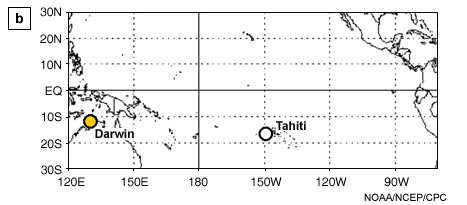 b
30N
20N
10N
EQ
10S
20S
30S
Darwin
Tahiti
120E 150E 180 150W 120W 90W
NOAA/NCEP/CPC